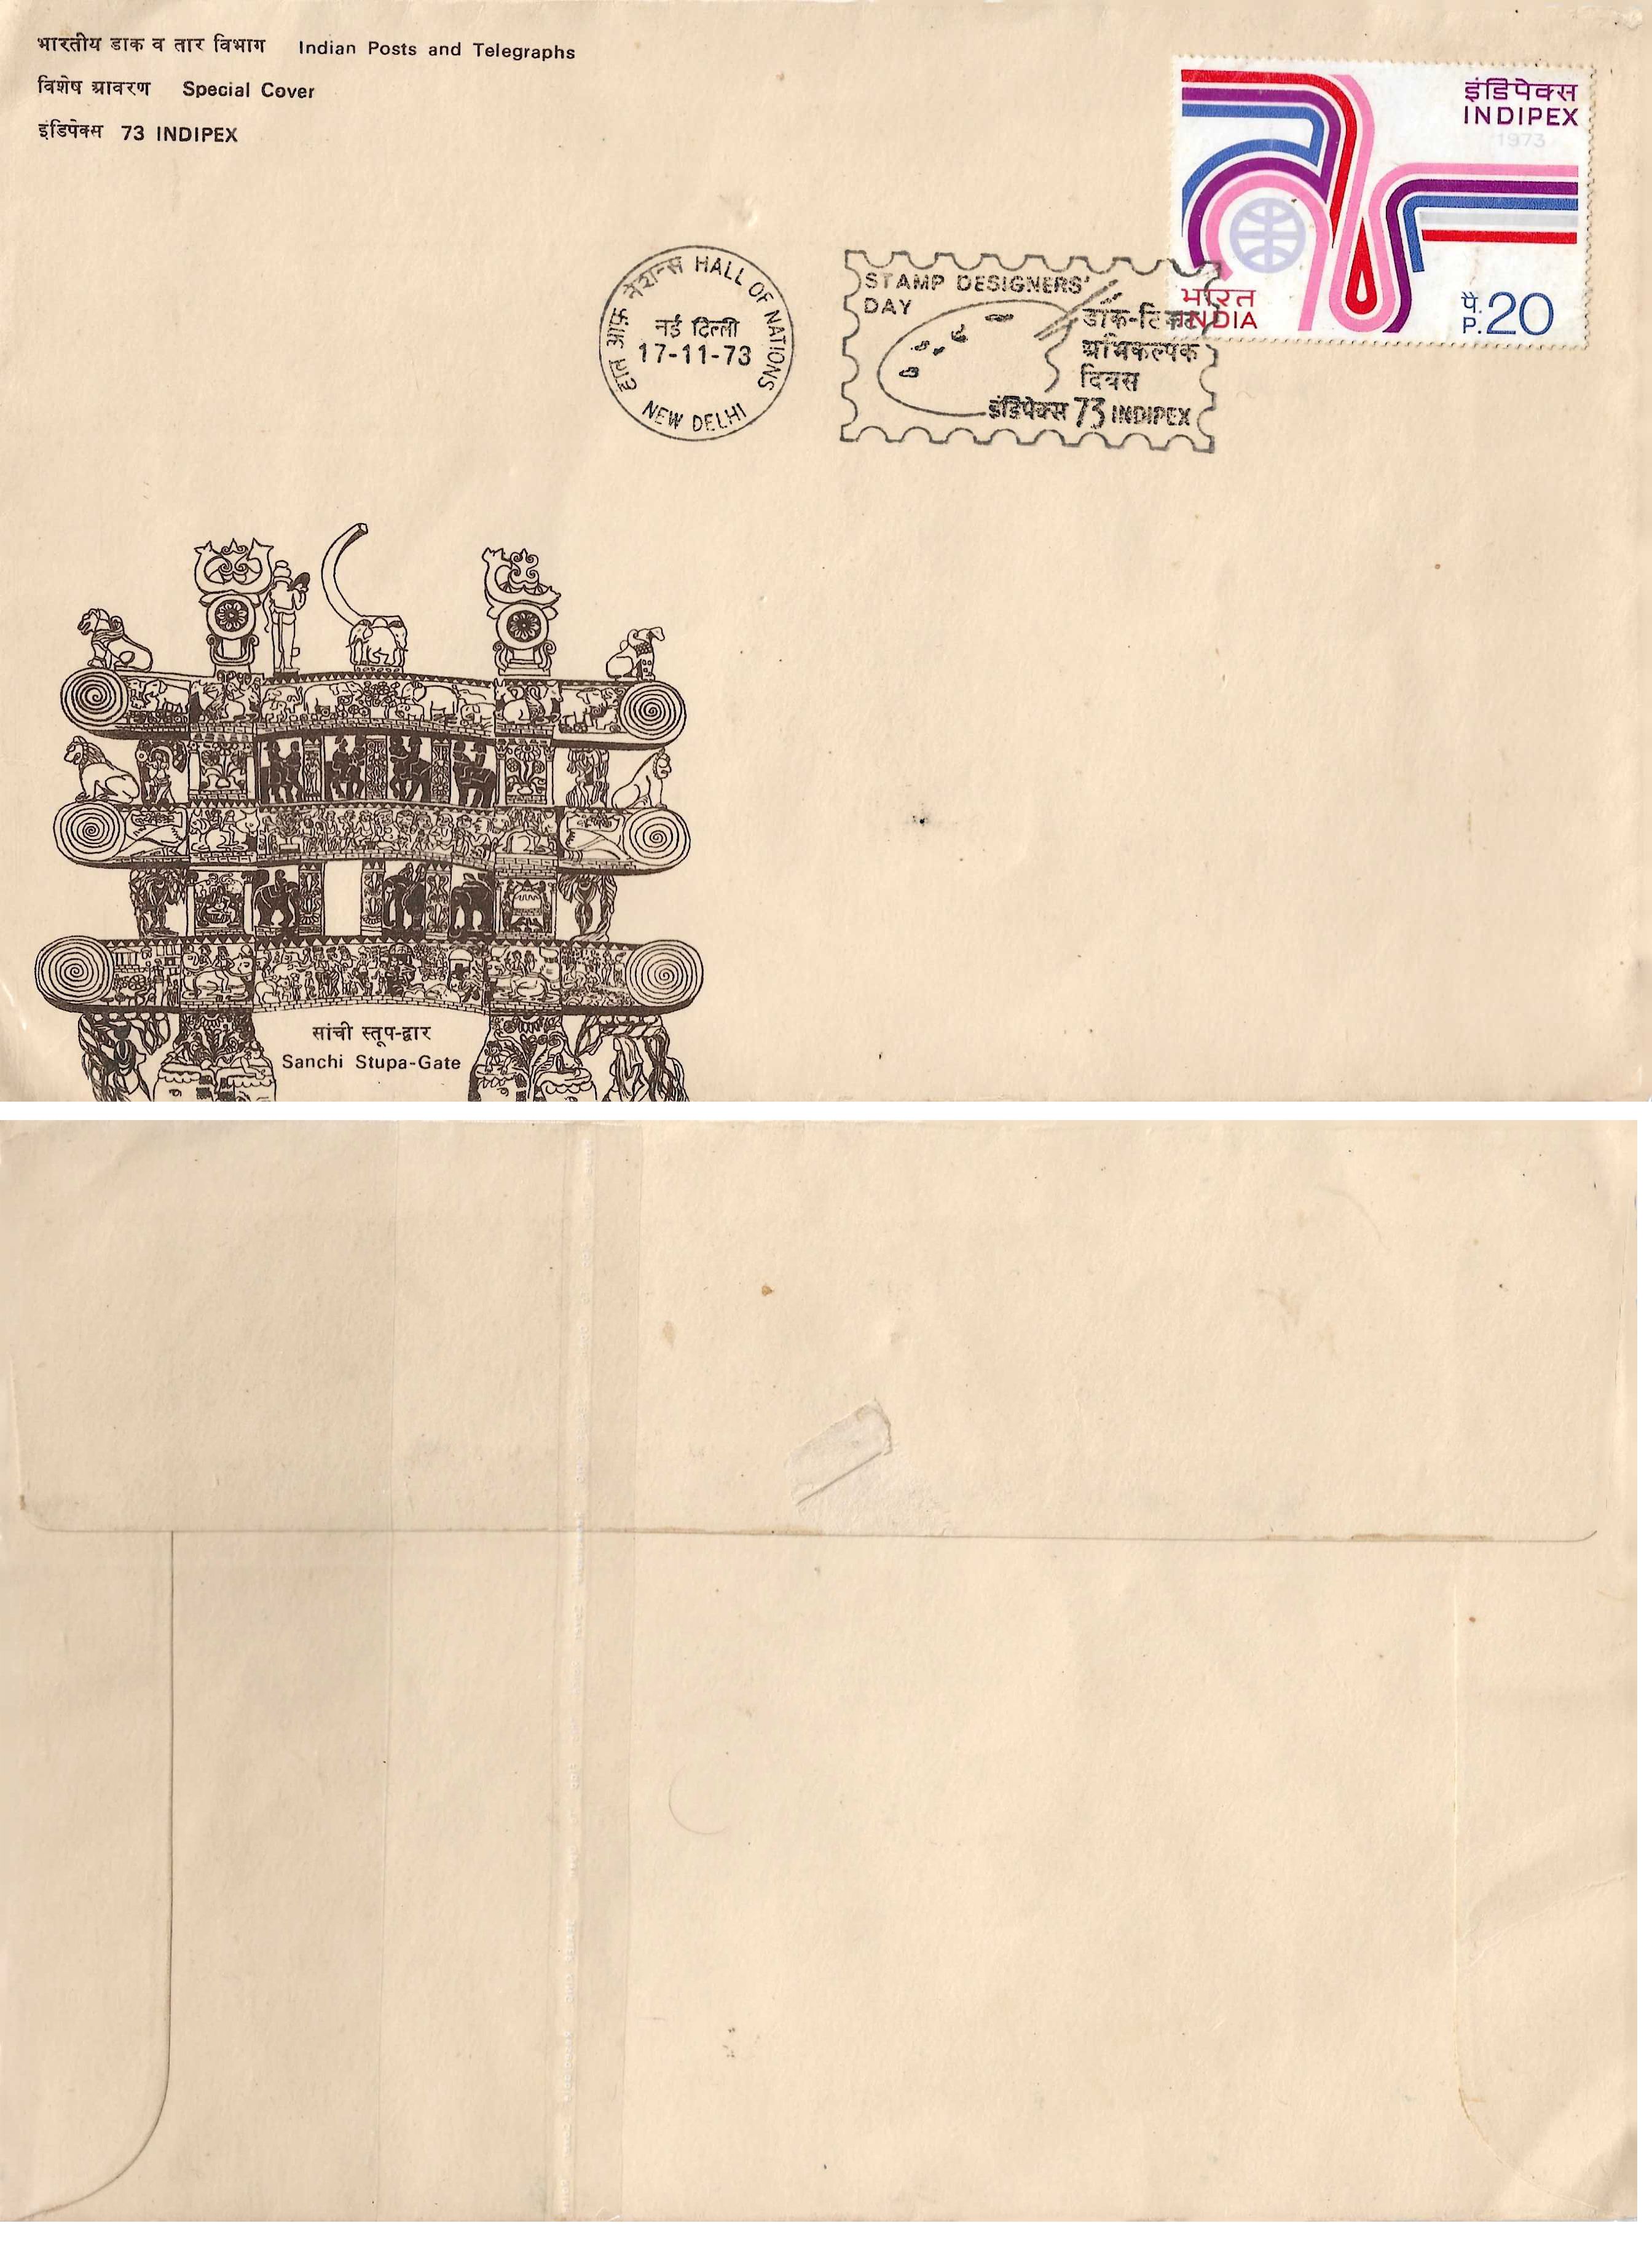 भारतीय डाक व तार विभाग Indian Posts and Telegraphs
विशेष आवरण Special Cover
इंडिपेक्स 73 INDIPEX
इंडिपेक्स
INDIPEX
1973
भारत
INDIA
पै.
P. 20
हाल आफ़ नेशन्स HALL OF NATIONS
नई दिल्ली
17-11-73
NEW DELHI
STAMP DESIGNERS'
DAY
डाक-टिकट
अभिकल्पक
दिवस
इंडिपेक्स 73 INDIPEX
सांची स्तूप-द्वार
Sanchi Stupa-Gate